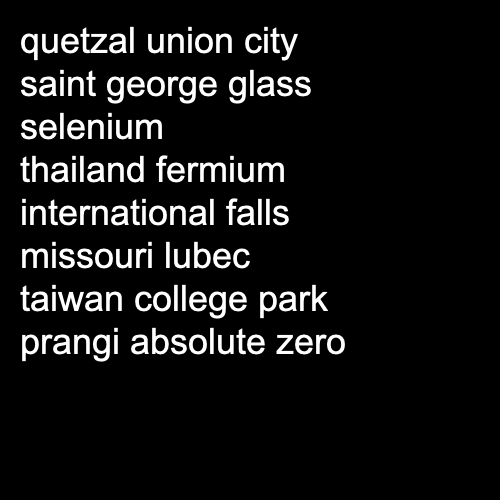 quetzal union city
saint george glass
selenium
thailand fermium
international falls
missouri lubec
taiwan college park
prangi absolute zero